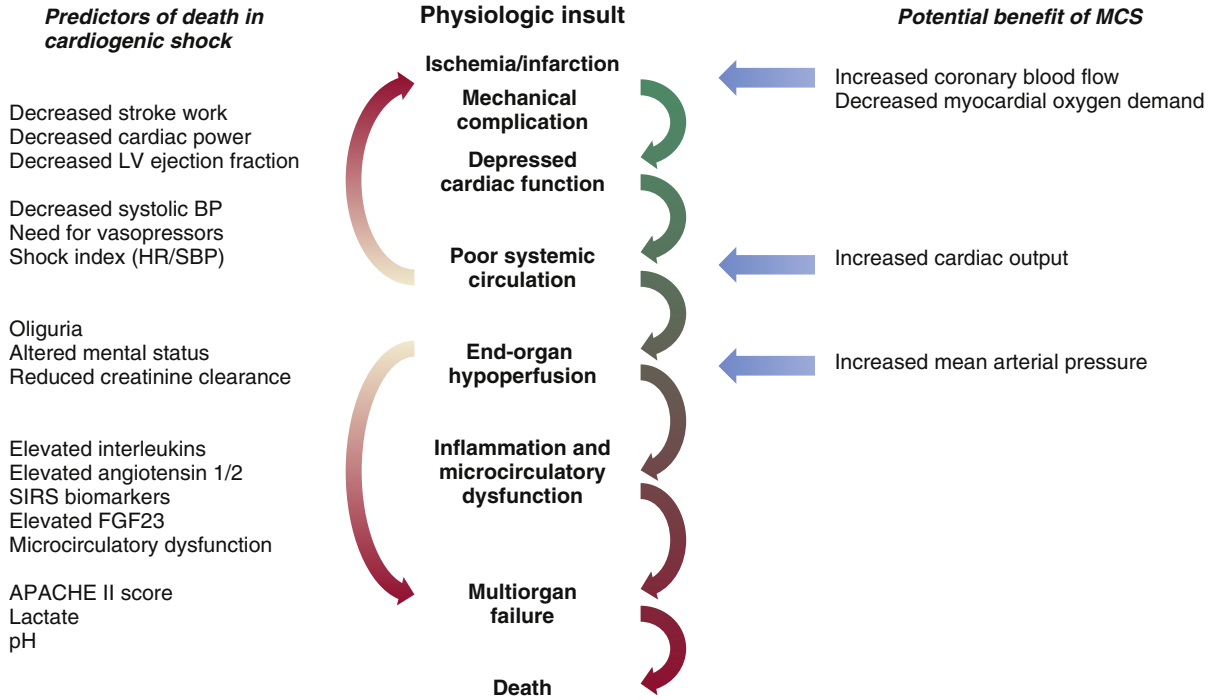 Predictors of death in
cardiogenic shock
Decreased stroke work
Decreased cardiac power
Decreased LV ejection fraction
Decreased systolic BP
Need for vasopressors
Shock index (HR/SBP)
Oliguria
Altered mental status
Reduced creatinine clearance
Elevated interleukins
Elevated angiotensin 1/2
SIRS biomarkers
Elevated FGF23
Microcirculatory dysfunction
APACHE II score
Lactate
pH
Physiologic insult
Ischemia/infarction
Mechanical
complication
Depressed
cardiac function
Poor systemic
circulation
End-organ
hypoperfusion
Inflammation and
microcirculatory
dysfunction
Multiorgan
failure
Death
Potential benefit of MCS
Increased coronary blood flow
Decreased myocardial oxygen demand
Increased cardiac output
Increased mean arterial pressure